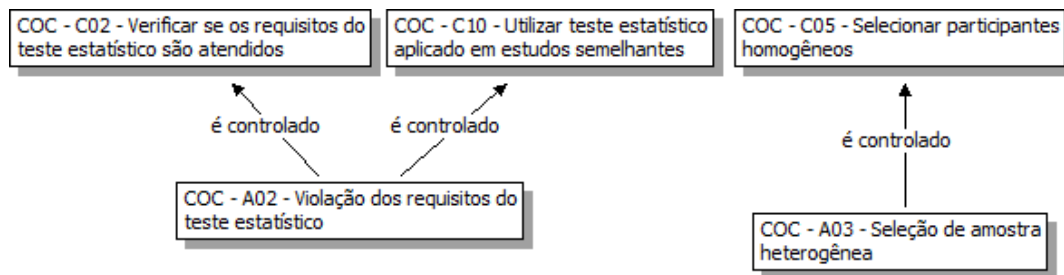 COC - C02 - Verificar se os requisitos do
teste estatístico são atendidos
COC - C10 - Utilizar teste estatístico
aplicado em estudos semelhantes
COC - C05 - Selecionar participantes
homogêneos
é controlado
é controlado
é controlado
COC - A02 - Violação dos requisitos do
teste estatístico
COC - A03 - Seleção de amostra
heterogênea